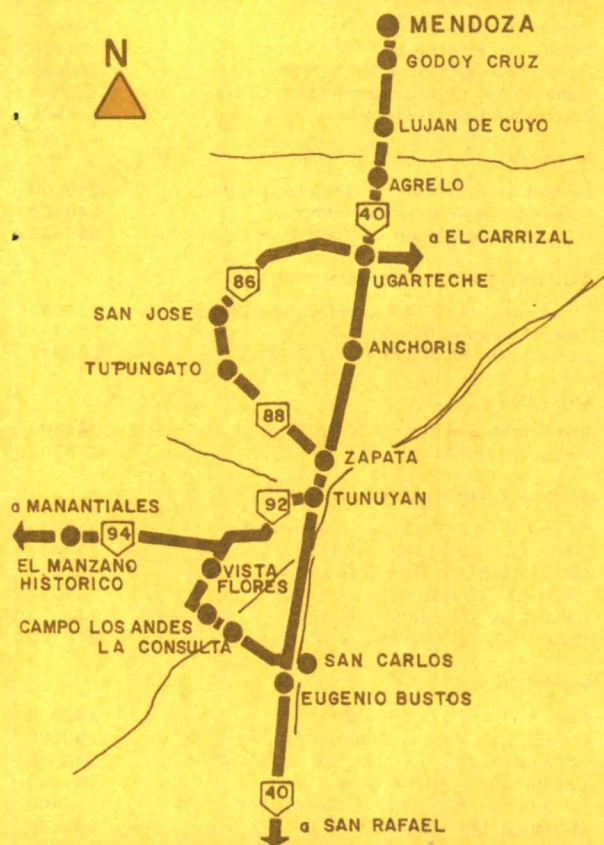 N
MENDOZA
GODOY CRUZ
LUJAN DE CUYO
AGRELO
40
a EL CARRIZAL
86
UGARTECHE
SAN JOSE
ANCHORIS
TUPUNGATO
88
ZAPATA
92
TUNUYAN
a MANANTIALES
94
EL MANZANO
HISTORICO
VISTA
FLORES
CAMPO LOS ANDES
LA CONSULTA
SAN CARLOS
EUGENIO BUSTOS
40
a SAN RAFAEL